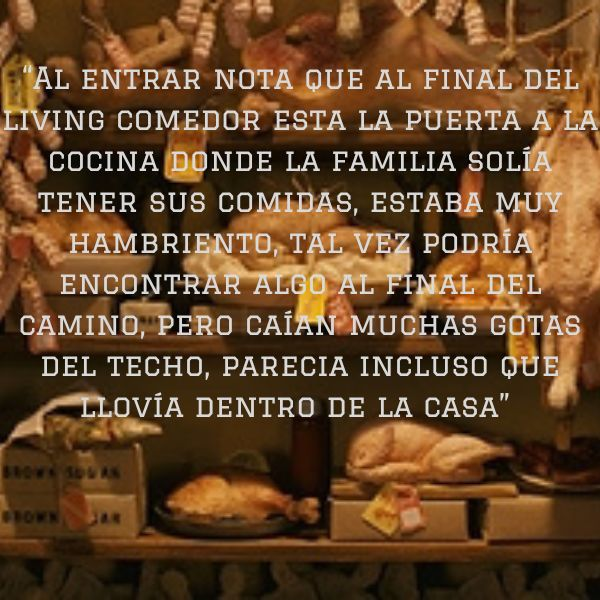 “AL ENTRAR NOTA QUE AL FINAL DEL
LIVING COMEDOR ESTA LA PUERTA A LA
COCINA DONDE LA FAMILIA SOLÍA
TENER SUS COMIDAS, ESTABA MUY
HAMBRIENTO, TAL VEZ PODRÍA
ENCONTRAR ALGO AL FINAL DEL
CAMINO, PERO CAÍAN MUCHAS GOTAS
DEL TECHO, PARECIA INCLUSO QUE
LLOVÍA DENTRO DE LA CASA”
BROWN SUGAR
BROWN